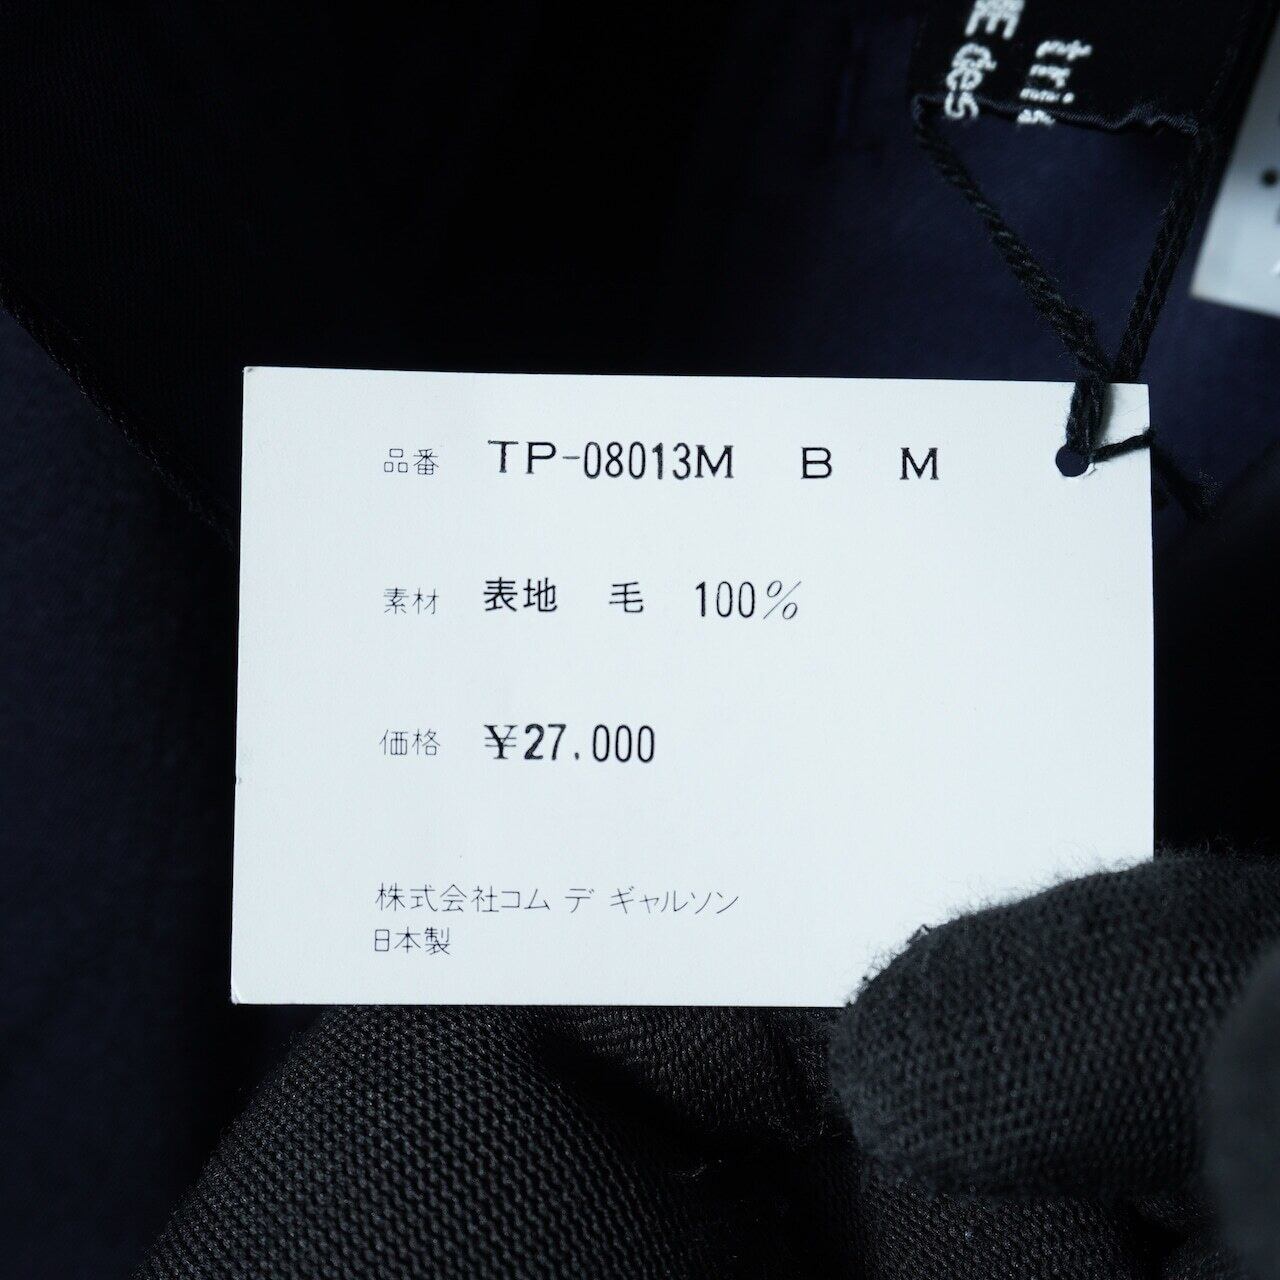 des
品番 TP-08013M B M
素材 表地 毛 100%
価格 ¥27.000
株式会社コム デ ギャルソン
日本製